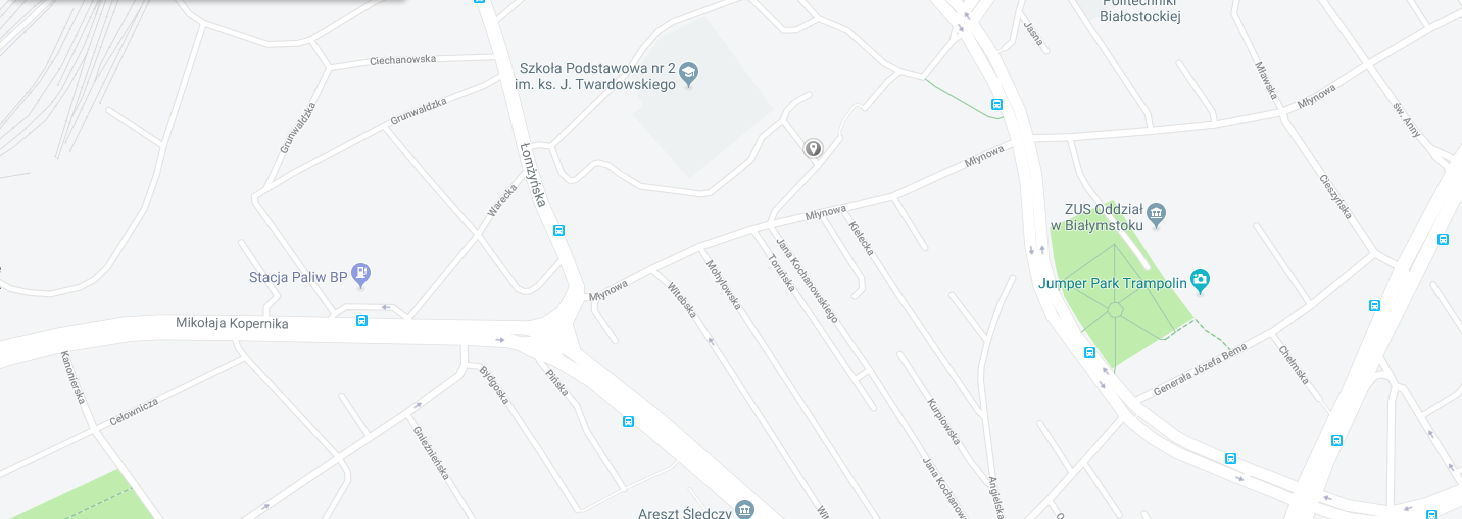 Politechniki
Białostockiej
Jasna
Ciechanowska
Szkoła Podstawowa nr 2
im. ks. J. Twardowskiego
Mławska
Młynowa
św. Anny
Grunwaldzka
Grunwaldzka
Łomżyńska
Młynowa
Warecka
Cieszyńska
Młynowa
ZUS Oddział
w Białymstoku
Kielecka
Jana Kochanowskiego
Toruńska
Mohylowska
Stacja Paliw BP
Jumper Park Trampolin
Młynowa
Witebska
Mikołaja Kopernika
Kanonierska
Generała Józefa Bema
Chełmska
Bydgoska
Pińska
Celownicza
Kurpiowska
Gnieźnieńska
Jana Kochanows
Angielska
Areszt Śledczy
Wit